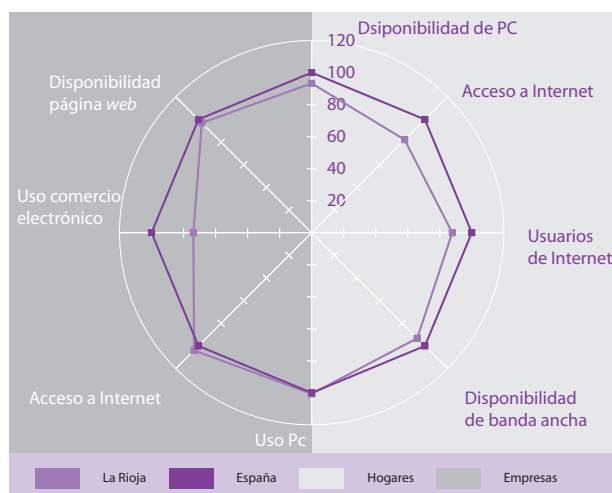 Dsiponibilidad de PC
120
100
80
60
40
20
Disponibilidad
página web
Acceso a Internet
Uso comercio
electrónico
Usuarios
de Internet
Acceso a Internet
Disponibilidad
de banda ancha
Uso Pc
La Rioja
España
Hogares
Empresas